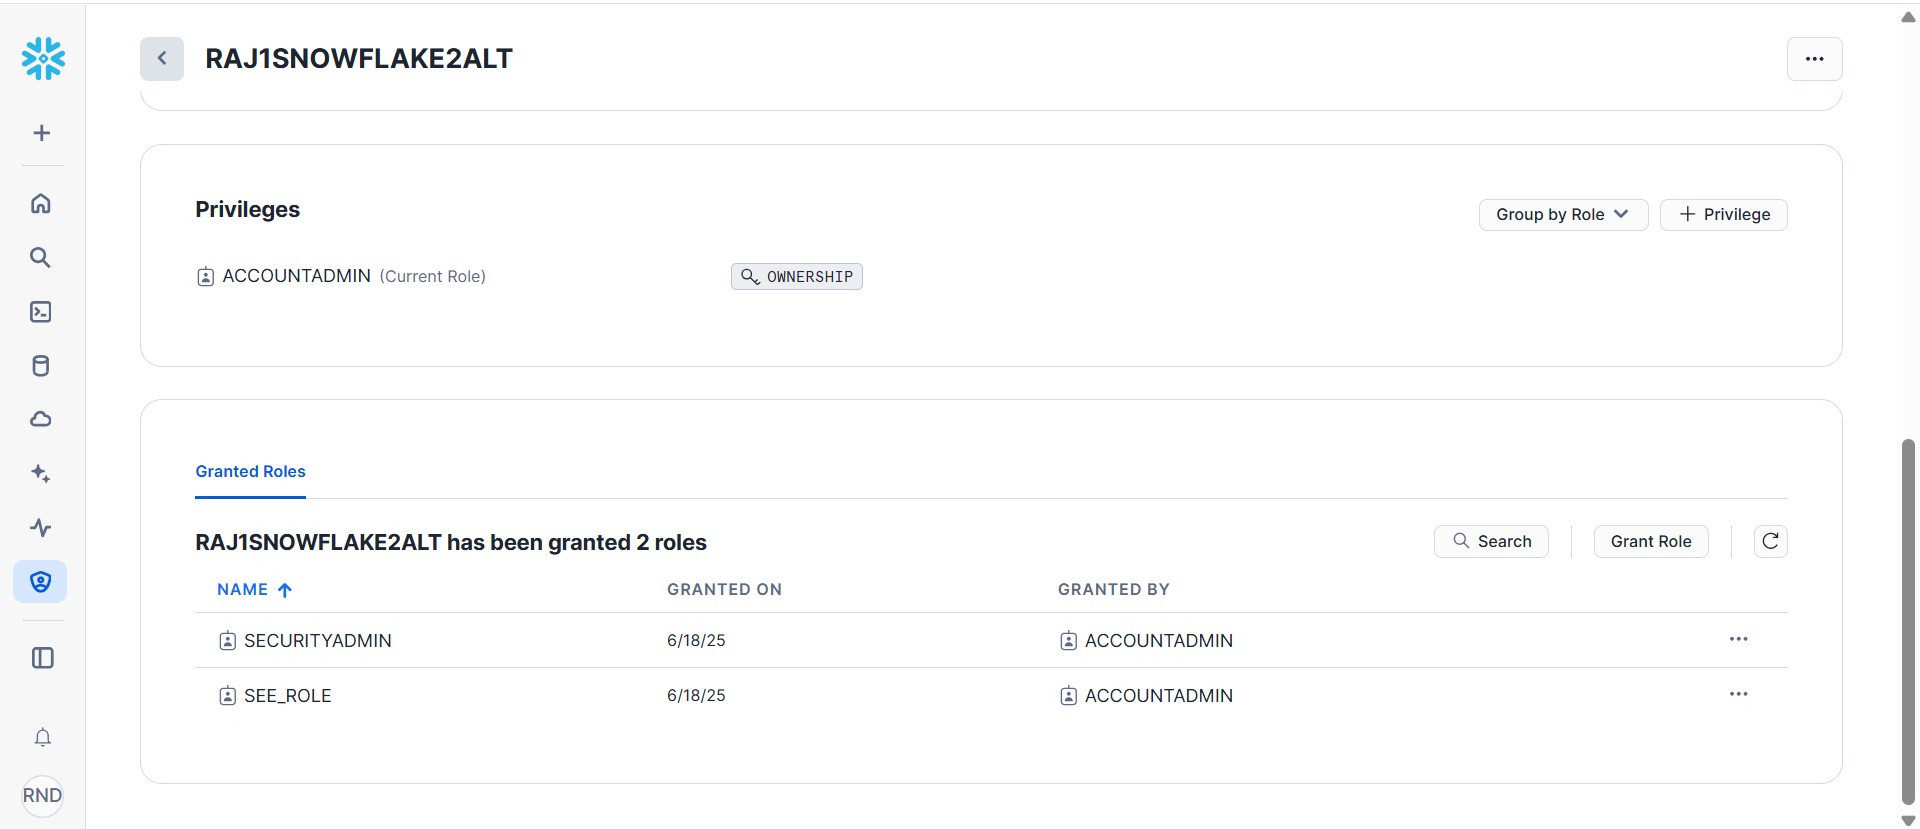 RAJ1SNOWFLAKE2ALT
Privileges
Group by Role
Privilege
ACCOUNTADMIN (Current Role)
OWNERSHIP
Granted Roles
RAJ1SNOWFLAKE2ALT has been granted 2 roles
Search
Grant Role
NAME GRANTED ON GRANTED BY
SECURITYADMIN 6/18/25 ACCOUNTADMIN
SEE_ROLE 6/18/25 ACCOUNTADMIN
RND